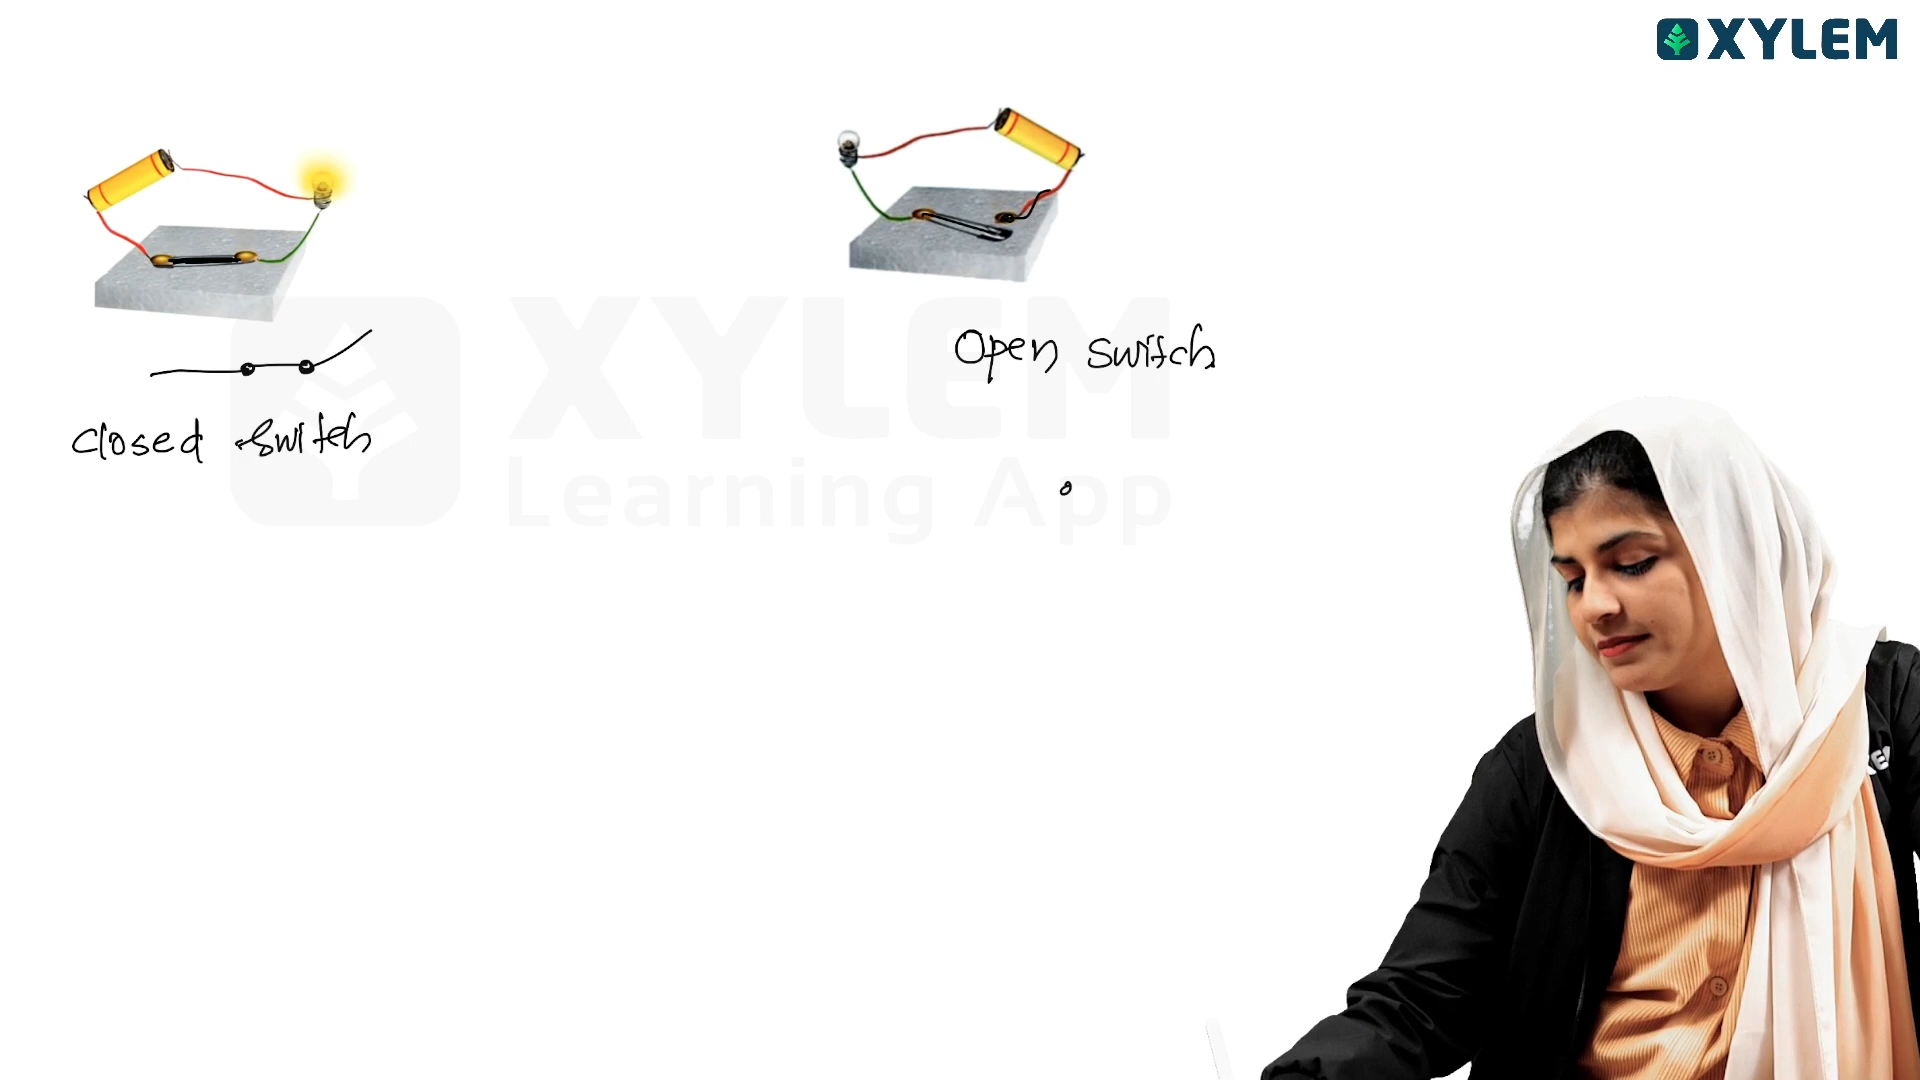 XYLEM
Open switch
closed switch
XYLEM
Learning App